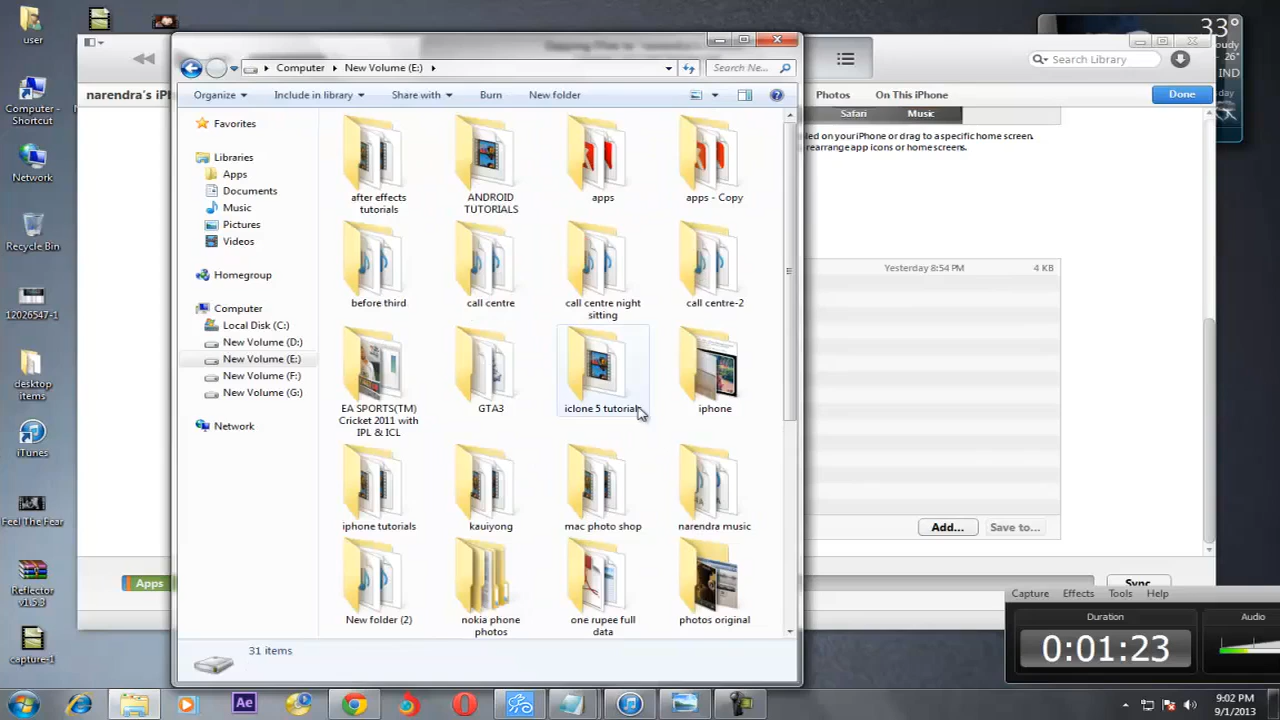 user
Computer - Shortcut
Network
Recycle Bin
12026547-1
desktop items
iTunes
Feel The Fear
Reflector v1.5.3
capture-1
Computer
New Volume (E:)
Search Ne...
Organize
Include in library
Share with
Burn
New folder
Favorites
Libraries
Apps
Documents
Music
Pictures
Videos
Homegroup
Computer
Local Disk (C:)
New Volume (D:)
New Volume (E:)
New Volume (F:)
New Volume (G:)
Network
after effects tutorials
ANDROID TUTORIALS
apps
apps - Copy
before third
call centre
call centre night sitting
call centre-2
EA SPORTS(TM) Cricket 2011 with IPL & ICL
GTA3
iclone 5 tutorials
iphone
iphone tutorials
kauiyong
mac photo shop
narendra music
New folder (2)
nokia phone photos
one rupee full data
photos original
31 items
narendra's iPh
Search Library
Photos
On This iPhone
Done
Safari
Music
led on your iPhone or drag to a specific home screen.
rearrange app icons or home screens.
Yesterday 8:54 PM
4 KB
Add...
Save to...
Apps
Sync
33°
26°
IND
Capture
Effects
Tools
Help
Duration
Audio
0:01:23
Ae
9:02 PM
9/1/2013